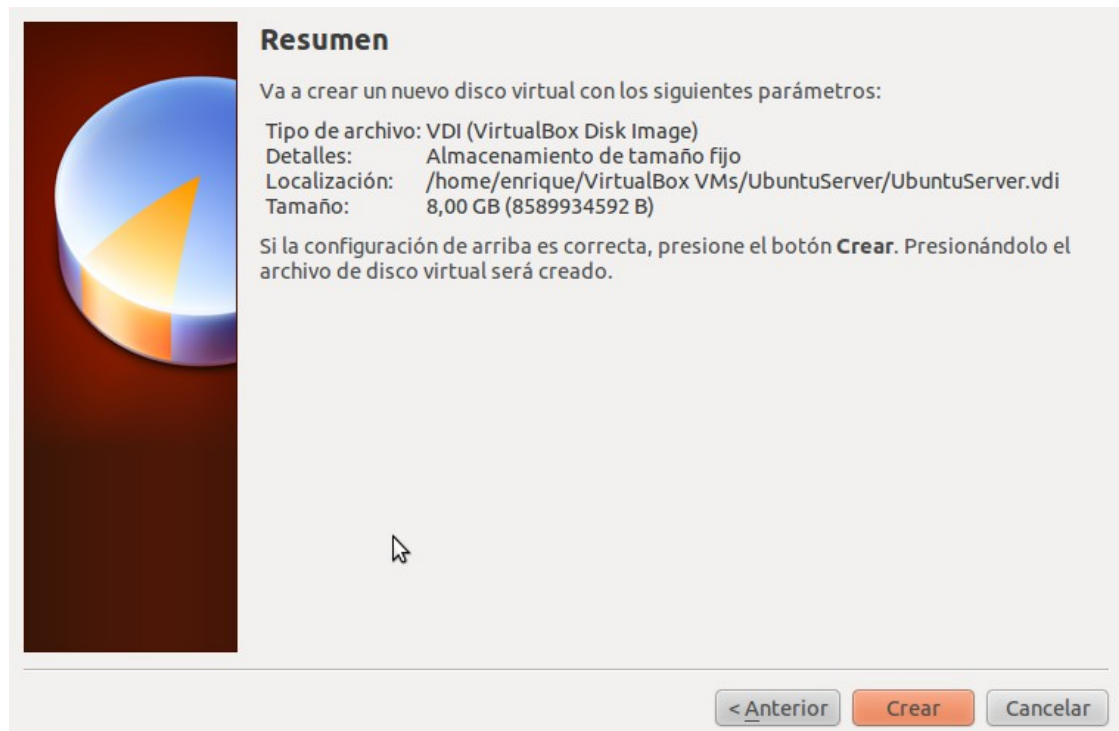 Resumen
Va a crear un nuevo disco virtual con los siguientes parámetros:
Tipo de archivo: VDI (VirtualBox Disk Image)
Detalles: Almacenamiento de tamaño fijo
Localización: /home/enrique/VirtualBox VMs/UbuntuServer/UbuntuServer.vdi
Tamaño: 8,00 GB (8589934592 B)
Si la configuración de arriba es correcta, presione el botón Crear. Presionándolo el
archivo de disco virtual será creado.
< Anterior Crear Cancelar